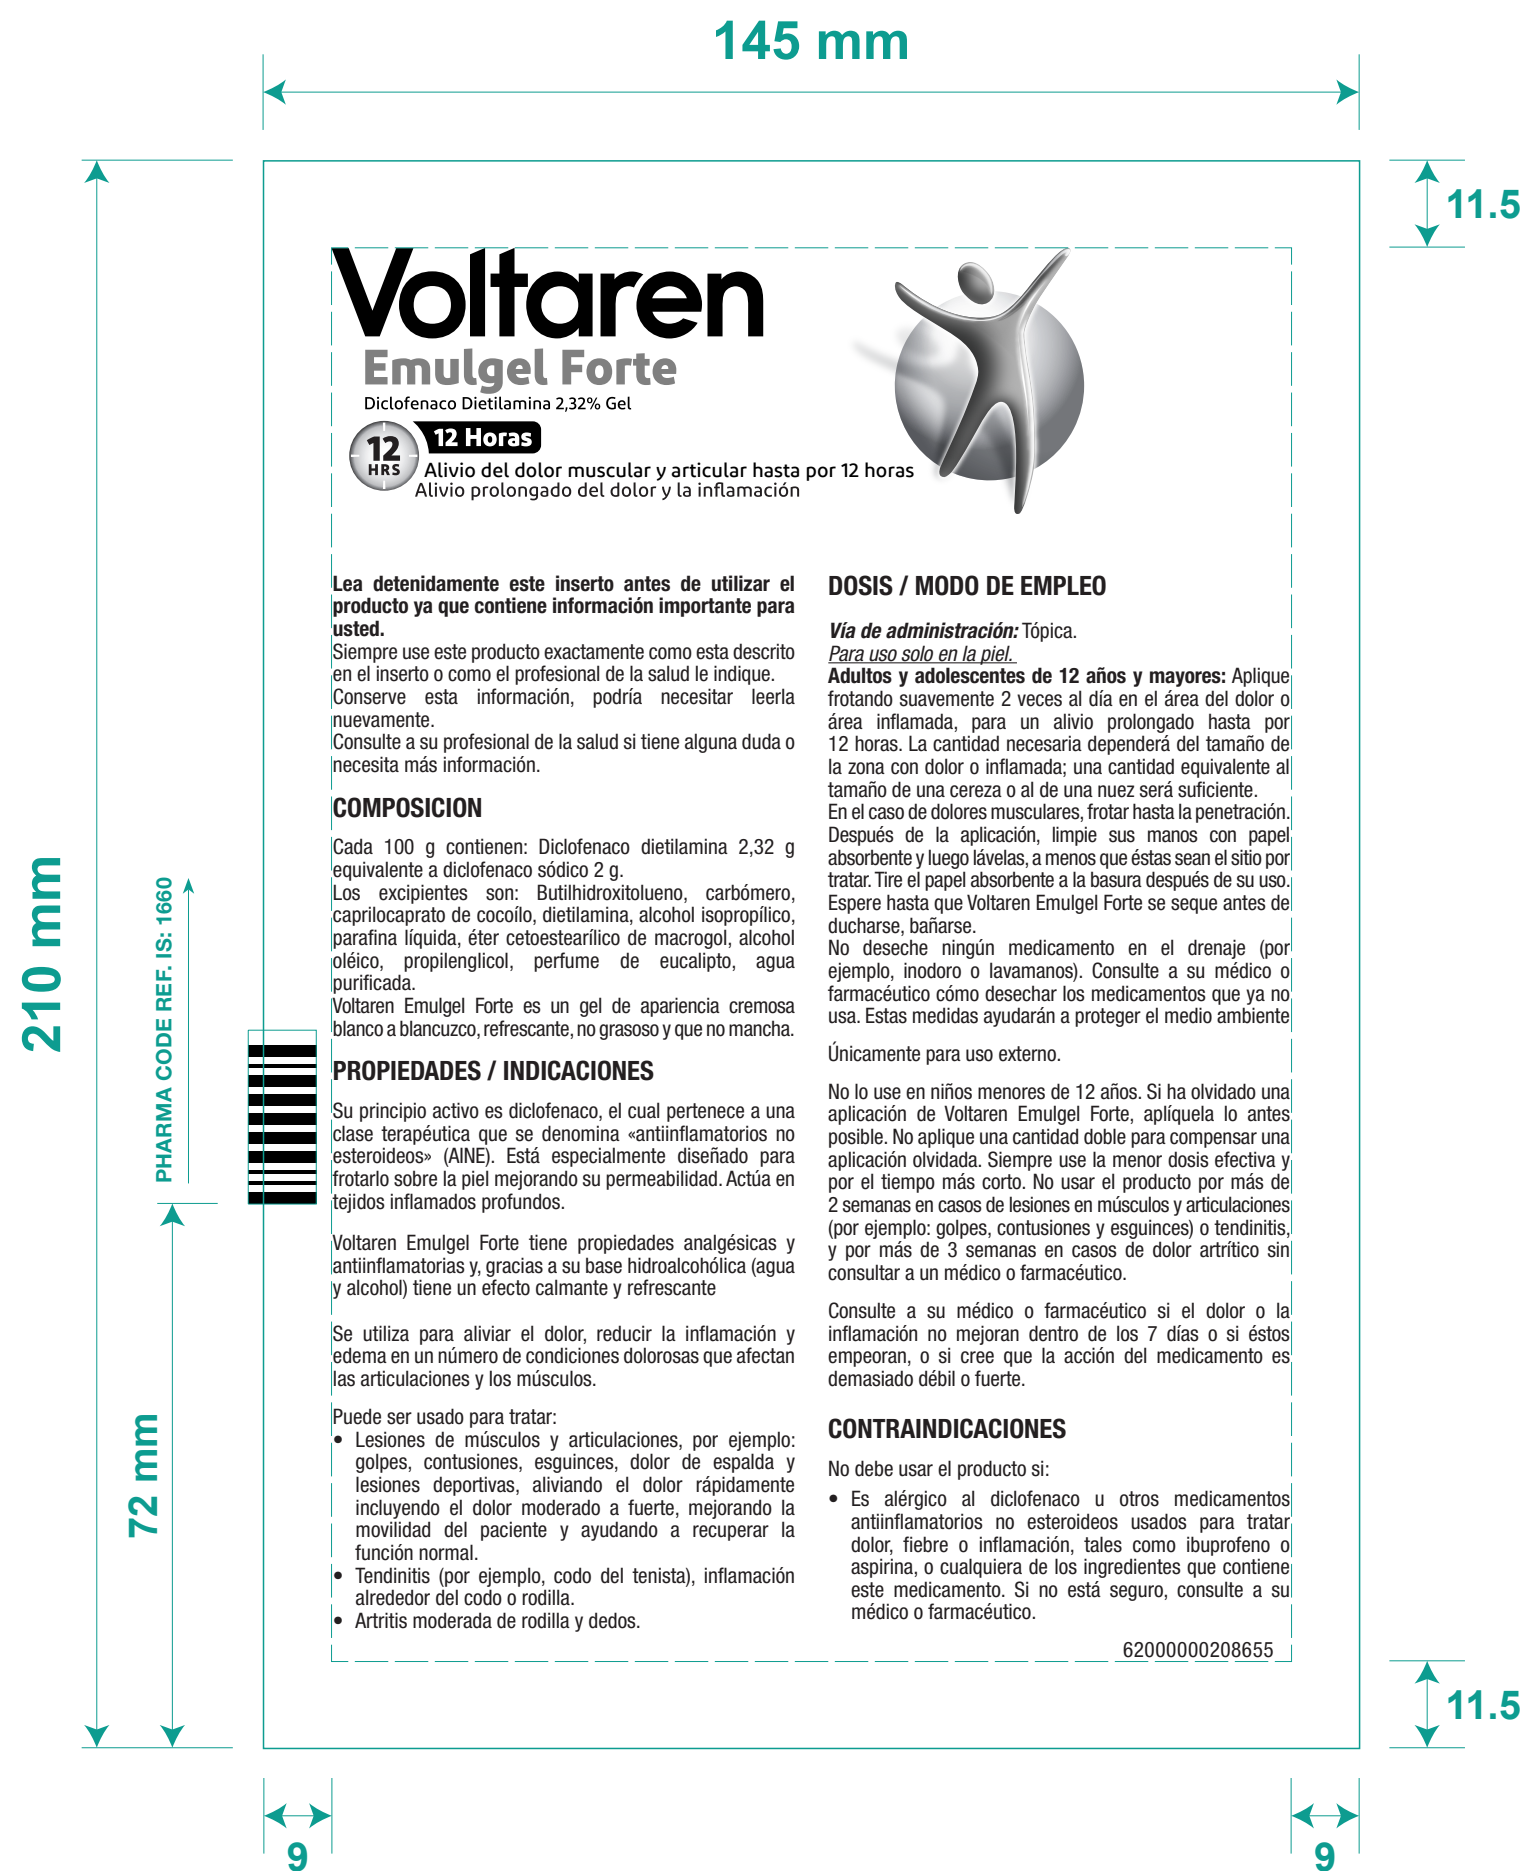 145 mm
11.5
Voltaren
Emulgel Forte
Diclofenaco Dietilamina 2,32% Gel
12
HRS
12 Horas
Alivio del dolor muscular y articular hasta por 12 horas
Alivio prolongado del dolor y la inflamación
Lea detenidamente este inserto antes de utilizar el
producto ya que contiene información importante para
usted.
Siempre use este producto exactamente como esta descrito
en el inserto o como el profesional de la salud le indique.
Conserve esta información, podría necesitar leerla
nuevamente.
Consulte a su profesional de la salud si tiene alguna duda o
necesita más información.
COMPOSICION
Cada 100 g contienen: Diclofenaco dietilamina 2,32 g
equivalente a diclofenaco sódico 2 g.
Los excipientes son: Butilhidroxitolueno, carbómero,
caprilocaprato de cocoílo, dietilamina, alcohol isopropílico,
parafina líquida, éter cetoestearílico de macrogol, alcohol
oléico, propilenglicol, perfume de eucalipto, agua
purificada.
Voltaren Emulgel Forte es un gel de apariencia cremosa
blanco a blancuzco, refrescante, no grasoso y que no mancha.
PROPIEDADES / INDICACIONES
Su principio activo es diclofenaco, el cual pertenece a una
clase terapéutica que se denomina «antiinflamatorios no
esteroideos» (AINE). Está especialmente diseñado para
frotarlo sobre la piel mejorando su permeabilidad. Actúa en
tejidos inflamados profundos.
Voltaren Emulgel Forte tiene propiedades analgésicas y
antiinflamatorias y, gracias a su base hidroalcohólica (agua
y alcohol) tiene un efecto calmante y refrescante
Se utiliza para aliviar el dolor, reducir la inflamación y
edema en un número de condiciones dolorosas que afectan
las articulaciones y los músculos.
Puede ser usado para tratar:
• Lesiones de músculos y articulaciones, por ejemplo:
golpes, contusiones, esguinces, dolor de espalda y
lesiones deportivas, aliviando el dolor rápidamente
incluyendo el dolor moderado a fuerte, mejorando la
movilidad del paciente y ayudando a recuperar la
función normal.
• Tendinitis (por ejemplo, codo del tenista), inflamación
alrededor del codo o rodilla.
• Artritis moderada de rodilla y dedos.
DOSIS / MODO DE EMPLEO
Vía de administración: Tópica.
Para uso solo en la piel.
Adultos y adolescentes de 12 años y mayores: Aplique
frotando suavemente 2 veces al día en el área del dolor o
área inflamada, para un alivio prolongado hasta por
12 horas. La cantidad necesaria dependerá del tamaño de
la zona con dolor o inflamada; una cantidad equivalente al
tamaño de una cereza o al de una nuez será suficiente.
En el caso de dolores musculares, frotar hasta la penetración.
Después de la aplicación, limpie sus manos con papel
absorbente y luego lávelas, a menos que éstas sean el sitio por
tratar. Tire el papel absorbente a la basura después de su uso.
Espere hasta que Voltaren Emulgel Forte se seque antes de
ducharse, bañarse.
No deseche ningún medicamento en el drenaje (por
ejemplo, inodoro o lavamanos). Consulte a su médico o
farmacéutico cómo desechar los medicamentos que ya no
usa. Estas medidas ayudarán a proteger el medio ambiente
Únicamente para uso externo.
No lo use en niños menores de 12 años. Si ha olvidado una
aplicación de Voltaren Emulgel Forte, aplíquela lo antes
posible. No aplique una cantidad doble para compensar una
aplicación olvidada. Siempre use la menor dosis efectiva y
por el tiempo más corto. No usar el producto por más de
2 semanas en casos de lesiones en músculos y articulaciones
(por ejemplo: golpes, contusiones y esguinces) o tendinitis,
y por más de 3 semanas en casos de dolor artrítico sin
consultar a un médico o farmacéutico.
Consulte a su médico o farmacéutico si el dolor o la
inflamación no mejoran dentro de los 7 días o si éstos
empeoran, o si cree que la acción del medicamento es
demasiado débil o fuerte.
CONTRAINDICACIONES
No debe usar el producto si:
• Es alérgico al diclofenaco u otros medicamentos
antiinflamatorios no esteroideos usados para tratar
dolor, fiebre o inflamación, tales como ibuprofeno o
aspirina, o cualquiera de los ingredientes que contiene
este medicamento. Si no está seguro, consulte a su
médico o farmacéutico.
62000000208655
210 mm
PHARMA CODE REF. IS: 1660
72 mm
11.5
9
9